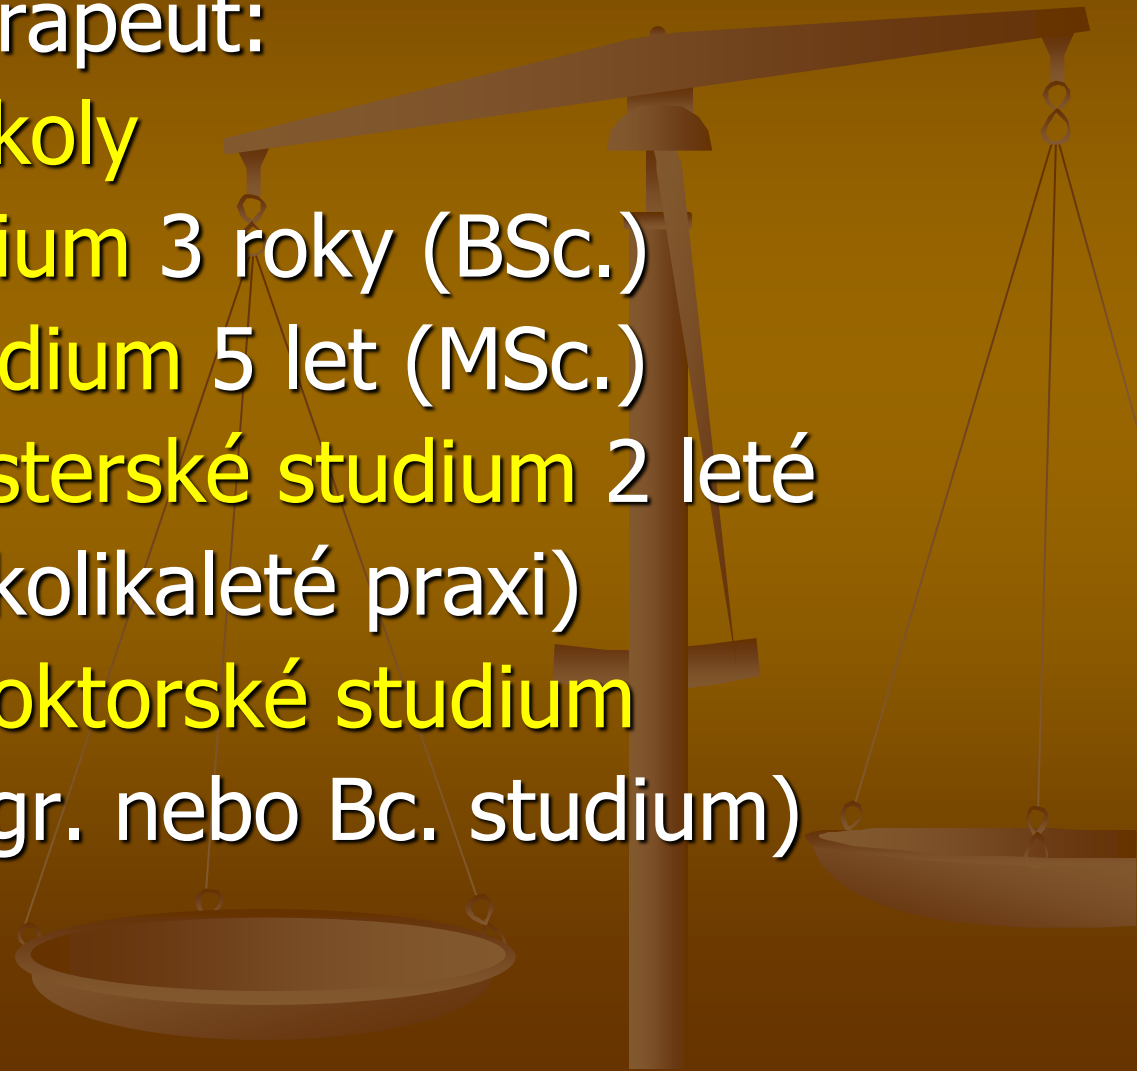 rapeut:
koly
ium 3 roky (BSc.)
dium 5 let (MSc.)
sterské studium 2 leté
kolikaleté praxi)
oktorské studium
gr. nebo Bc. studium)